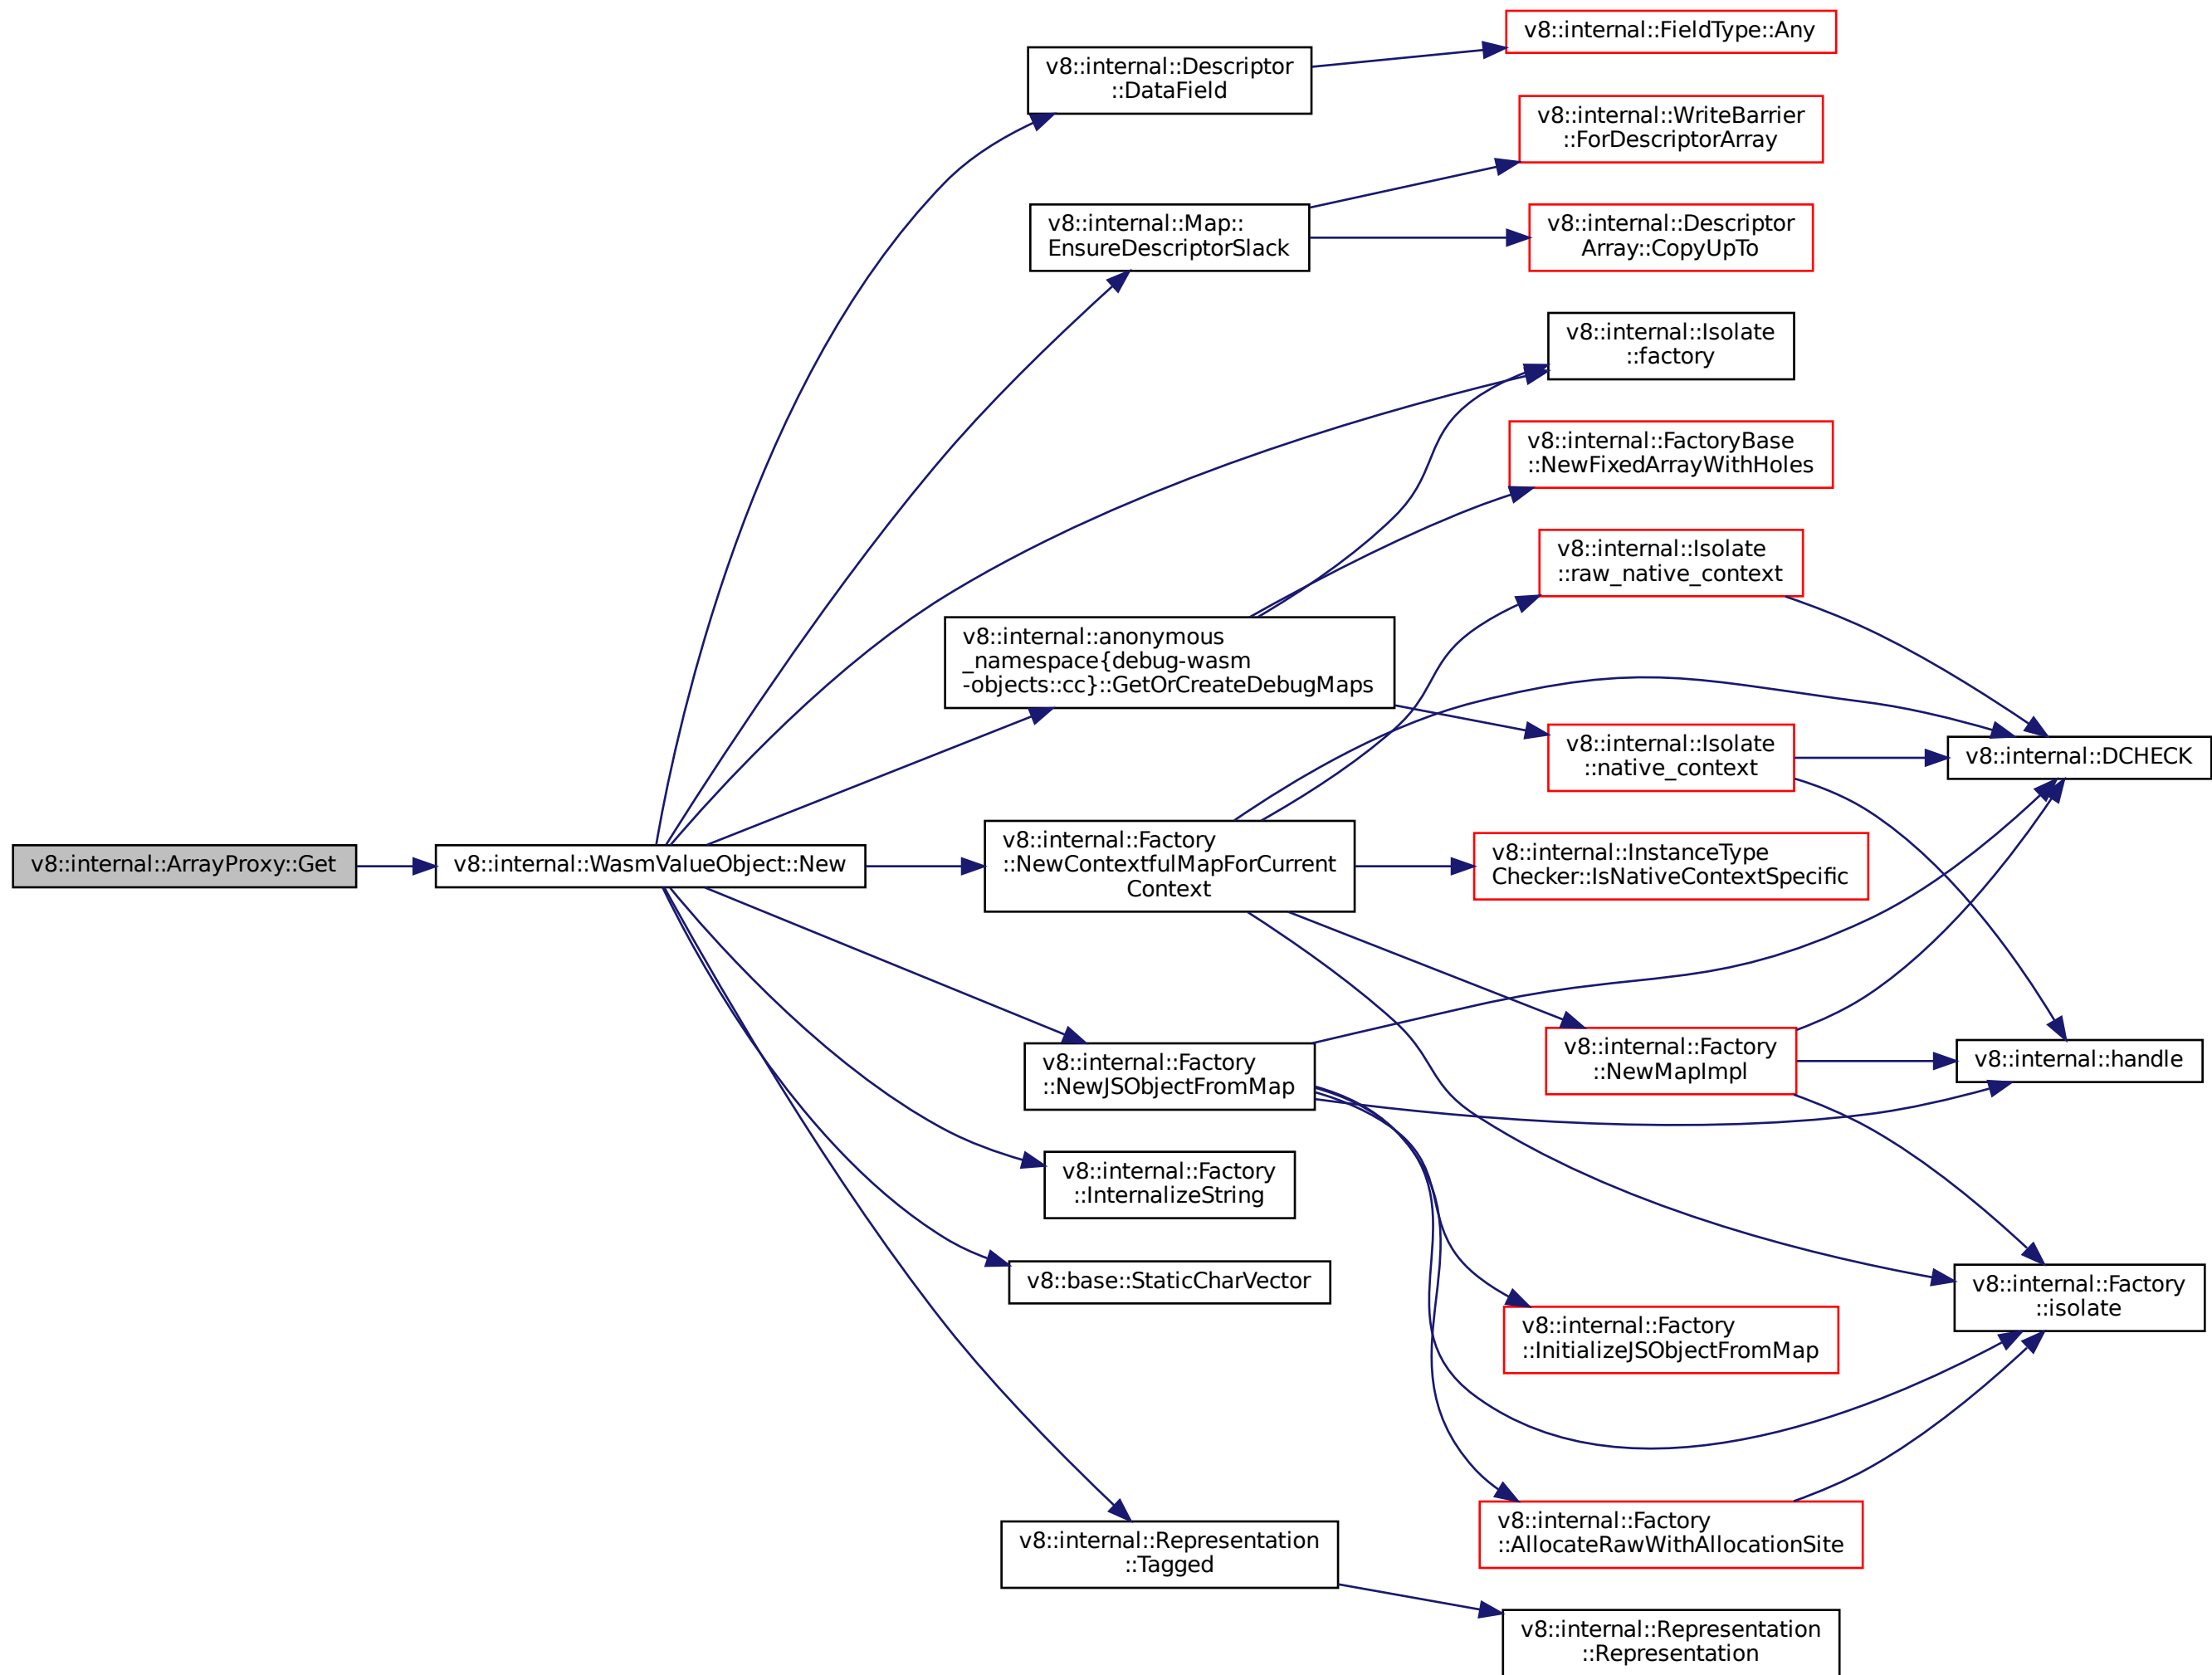 v8::internal::ArrayProxy::Get
v8::internal::WasmValueObject::New
v8::internal::Descriptor
::DataField
v8::internal::Map::
EnsureDescriptorSlack
v8::internal::anonymous
_namespace{debug-wasm
-objects::cc}::GetOrCreateDebugMaps
v8::internal::Factory
::NewContextfulMapForCurrent
Context
v8::internal::Factory
::NewJSObjectFromMap
v8::internal::Factory
::InternalizeString
v8::base::StaticCharVector
v8::internal::Representation
::Tagged
v8::internal::FieldType::Any
v8::internal::WriteBarrier
::ForDescriptorArray
v8::internal::Descriptor
Array::CopyUpTo
v8::internal::Isolate
::factory
v8::internal::FactoryBase
::NewFixedArrayWithHoles
v8::internal::Isolate
::raw_native_context
v8::internal::Isolate
::native_context
v8::internal::InstanceType
Checker::IsNativeContextSpecific
v8::internal::Factory
::NewMapImpl
v8::internal::Factory
::InitializeJSObjectFromMap
v8::internal::Factory
::AllocateRawWithAllocationSite
v8::internal::Representation
::Representation
v8::internal::DCHECK
v8::internal::handle
v8::internal::Factory
::isolate